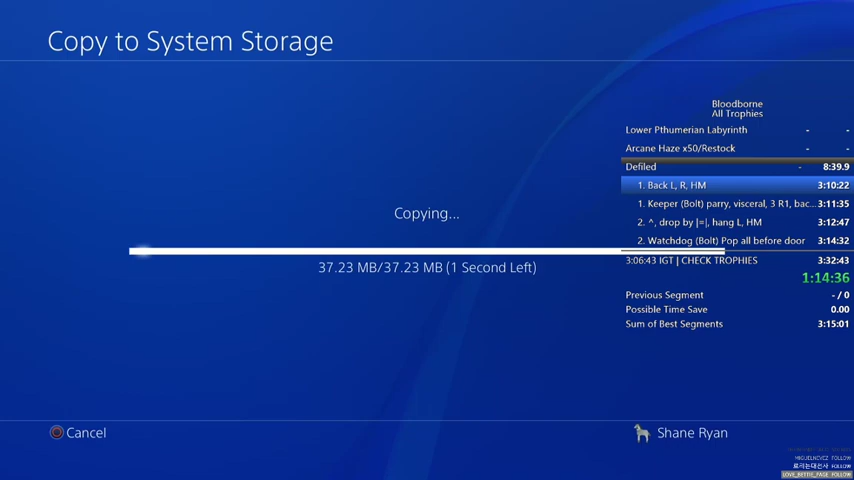 Copy to System Storage
Bloodborne
All Trophies
Lower Pthumerian Labyrinth - -
Arcane Haze x50/Restock - -
Defiled - 8:39.9
1. Back L, R, HM 3:10:22
1. Keeper (Bolt) parry, visceral, 3 R1, bac... 3:11:35
2. ^, drop by |=|, hang L, HM 3:12:47
2. Watchdog (Bolt) Pop all before door 3:14:32
3:06:43 IGT | CHECK TROPHIES 3:32:43
1:14:36
Previous Segment - / 0
Possible Time Save 0.00
Sum of Best Segments 3:15:01
Copying...
37.23 MB/37.23 MB (1 Second Left)
Cancel
Shane Ryan
MIGUELNEVEZ FOLLOW
LOVE_BETTIE_PAGE FOLLOW